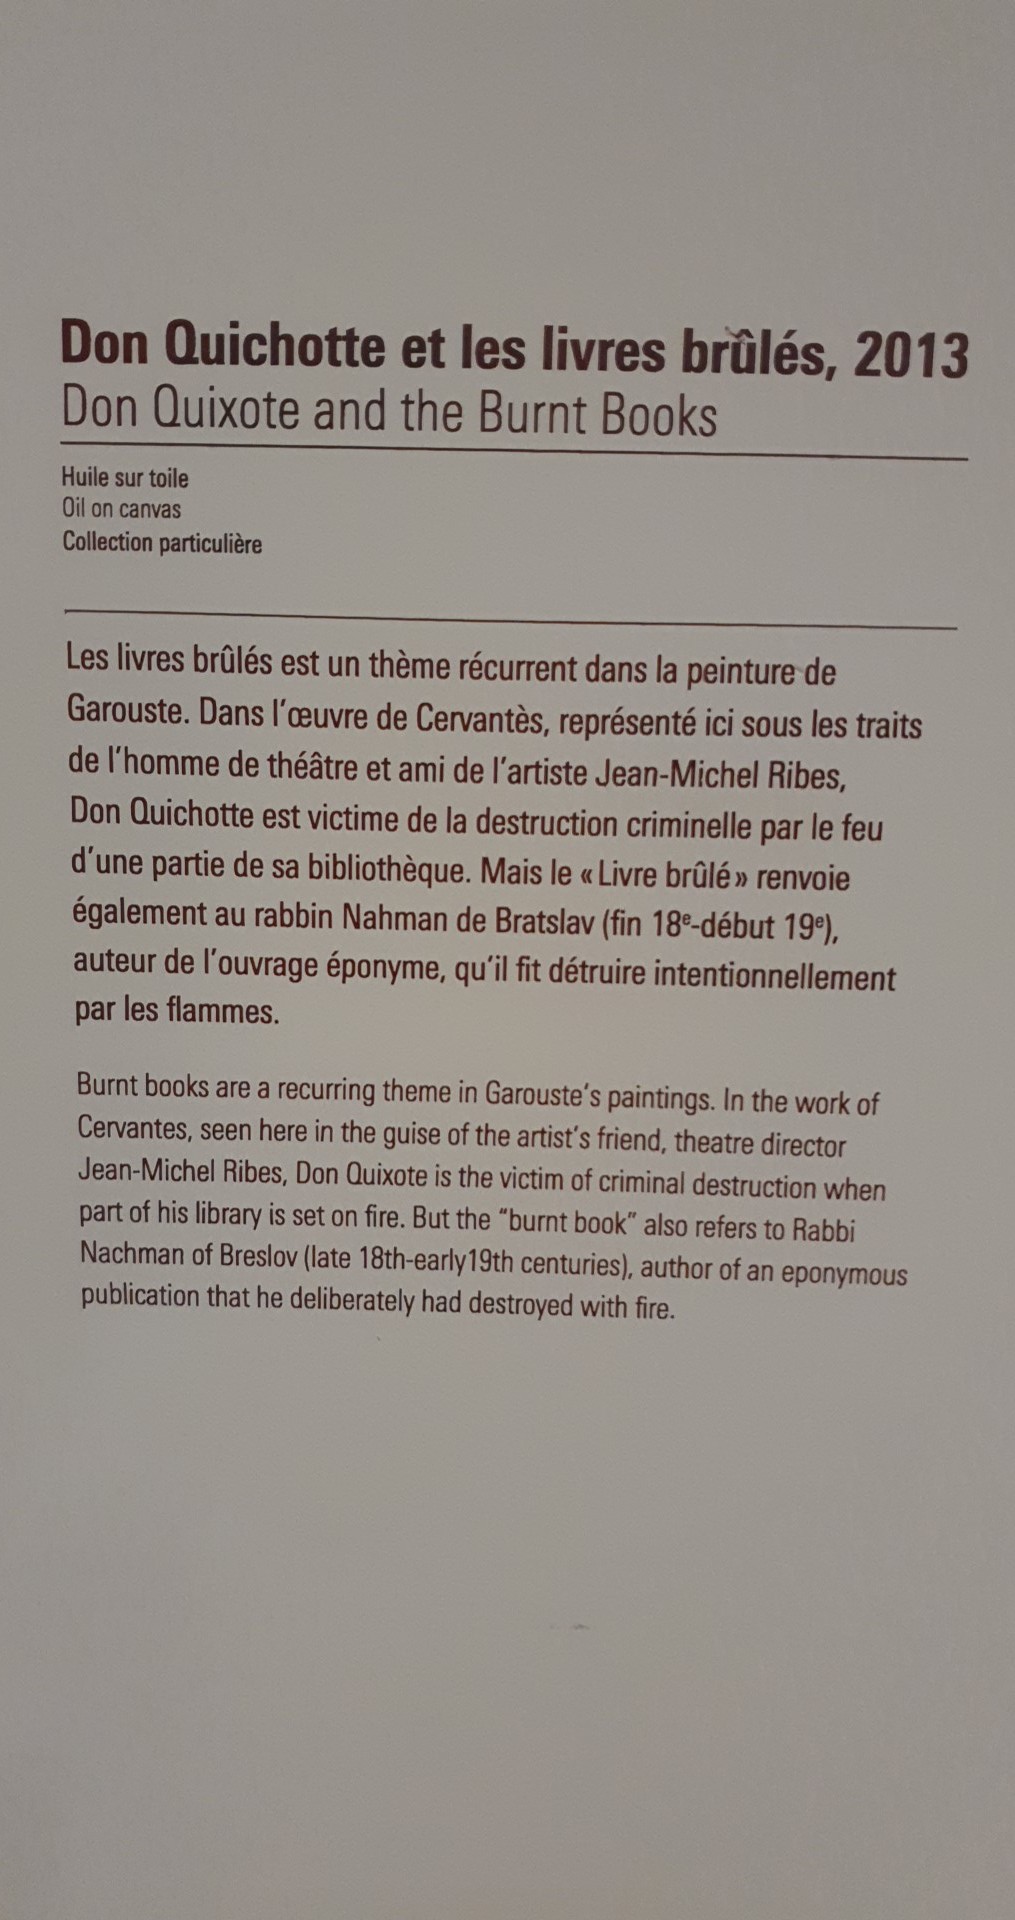 Don Quichotte et les livres brûlés, 2013
Don Quixote and the Burnt Books
Huile sur toile
Oil on canvas
Collection particulière
Les livres brûlés est un thème récurrent dans la peinture de
Garouste. Dans l'œuvre de Cervantès, représenté ici sous les traits
de l'homme de théâtre et ami de l'artiste Jean-Michel Ribes,
Don Quichotte est victime de la destruction criminelle par le feu
d'une partie de sa bibliothèque. Mais le « Livre brûlé » renvoie
également au rabbin Nahman de Bratslav (fin 18e-début 19e),
auteur de l'ouvrage éponyme, qu'il fit détruire intentionnellement
par les flammes.
Burnt books are a recurring theme in Garouste's paintings. In the work of
Cervantes, seen here in the guise of the artist's friend, theatre director
Jean-Michel Ribes, Don Quixote is the victim of criminal destruction when
part of his library is set on fire. But the "burnt book" also refers to Rabbi
Nachman of Breslov (late 18th-early19th centuries), author of an eponymous
publication that he deliberately had destroyed with fire.